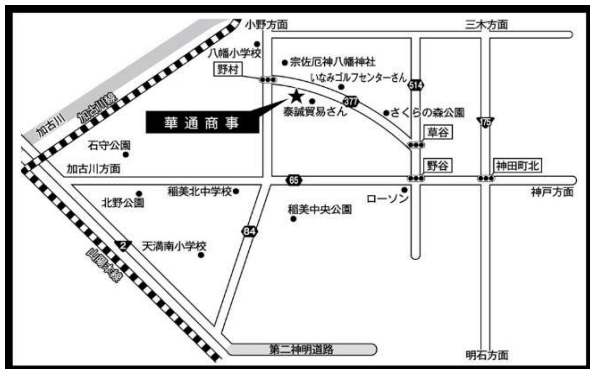 小野方面
三木方面
八幡小学校
宗佐厄神八幡神社
野村
いなみゴルフセンターさん
514
377
華通商事
泰誠貿易さん
さくらの森公園
175
加古川
加古川線
石守公園
草谷
加古川方面
野谷
神田町北
65
神戸方面
稲美北中学校
ローソン
北野公園
稲美中央公園
84
2
天満南小学校
山陽本線
第二神明道路
明石方面